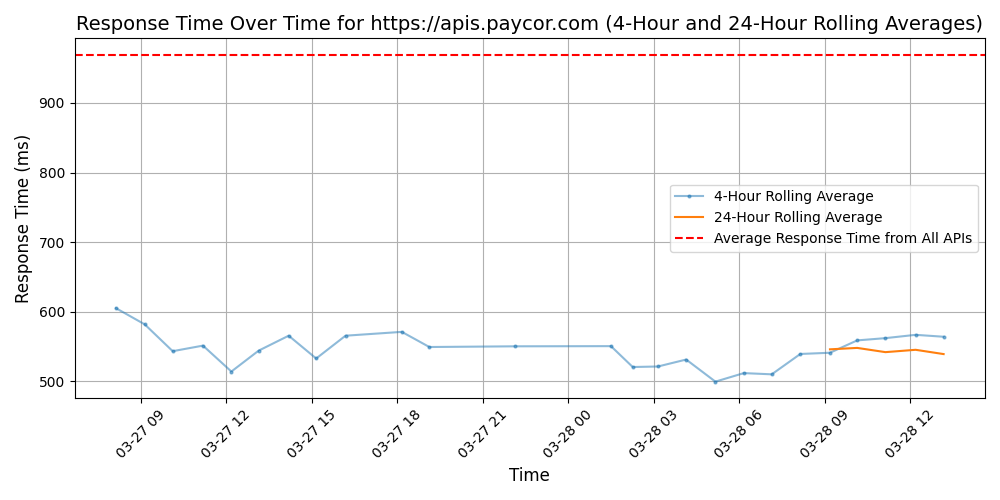 Response Time Over Time for https://apis.paycor.com (4-Hour and 24-Hour Rolling Averages)
Response Time (ms)
900
800
700
600
500
4-Hour Rolling Average
24-Hour Rolling Average
Average Response Time from All APIs
03-27 09
03-27 12
03-27 15
03-27 18
03-27 21
03-28 00
03-28 03
03-28 06
03-28 09
03-28 12
Time